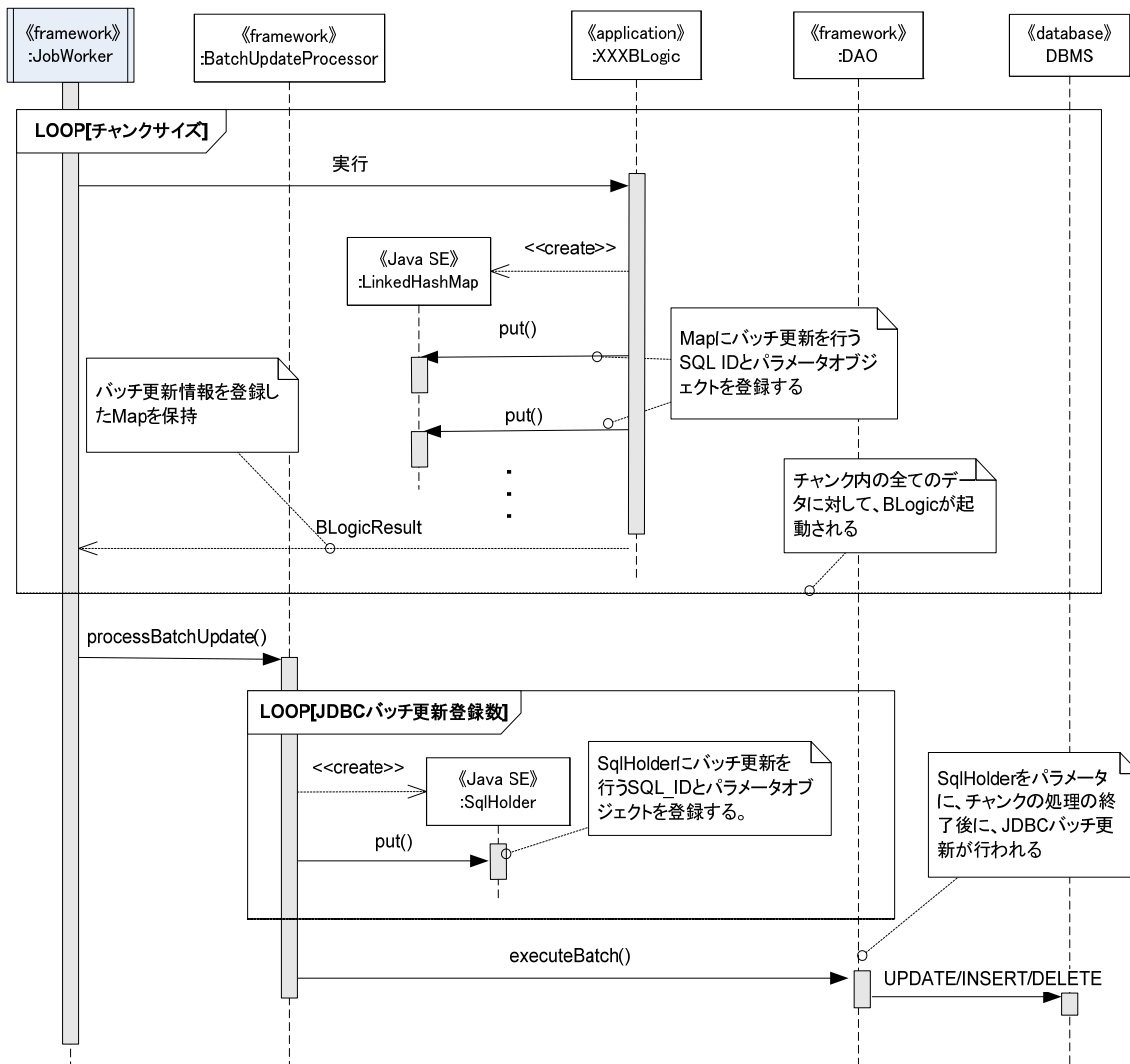 《framework》
:JobWorker
《framework》
:BatchUpdateProcessor
《application》
:XXXBLogic
《framework》
:DAO
《database》
DBMS
LOOP[チャンクサイズ]
実行
<<create>>
《Java SE》
:LinkedHashMap
put()
Mapにバッチ更新を行う
SQL IDとパラメータオブジ
ェクトを登録する
バッチ更新情報を登録し
たMapを保持
put()
チャンク内の全てのデー
タに対して、BLogicが起
動される
BLogicResult
processBatchUpdate()
LOOP[JDBCバッチ更新登録数]
<<create>>
《Java SE》
:SqlHolder
SqlHolderにバッチ更新を
行うSQL_IDとパラメータオブ
ジェクトを登録する。
SqlHolderをパラメータ
に、チャンクの処理の終
了後に、JDBCバッチ更
新が行われる
put()
executeBatch()
UPDATE/INSERT/DELETE